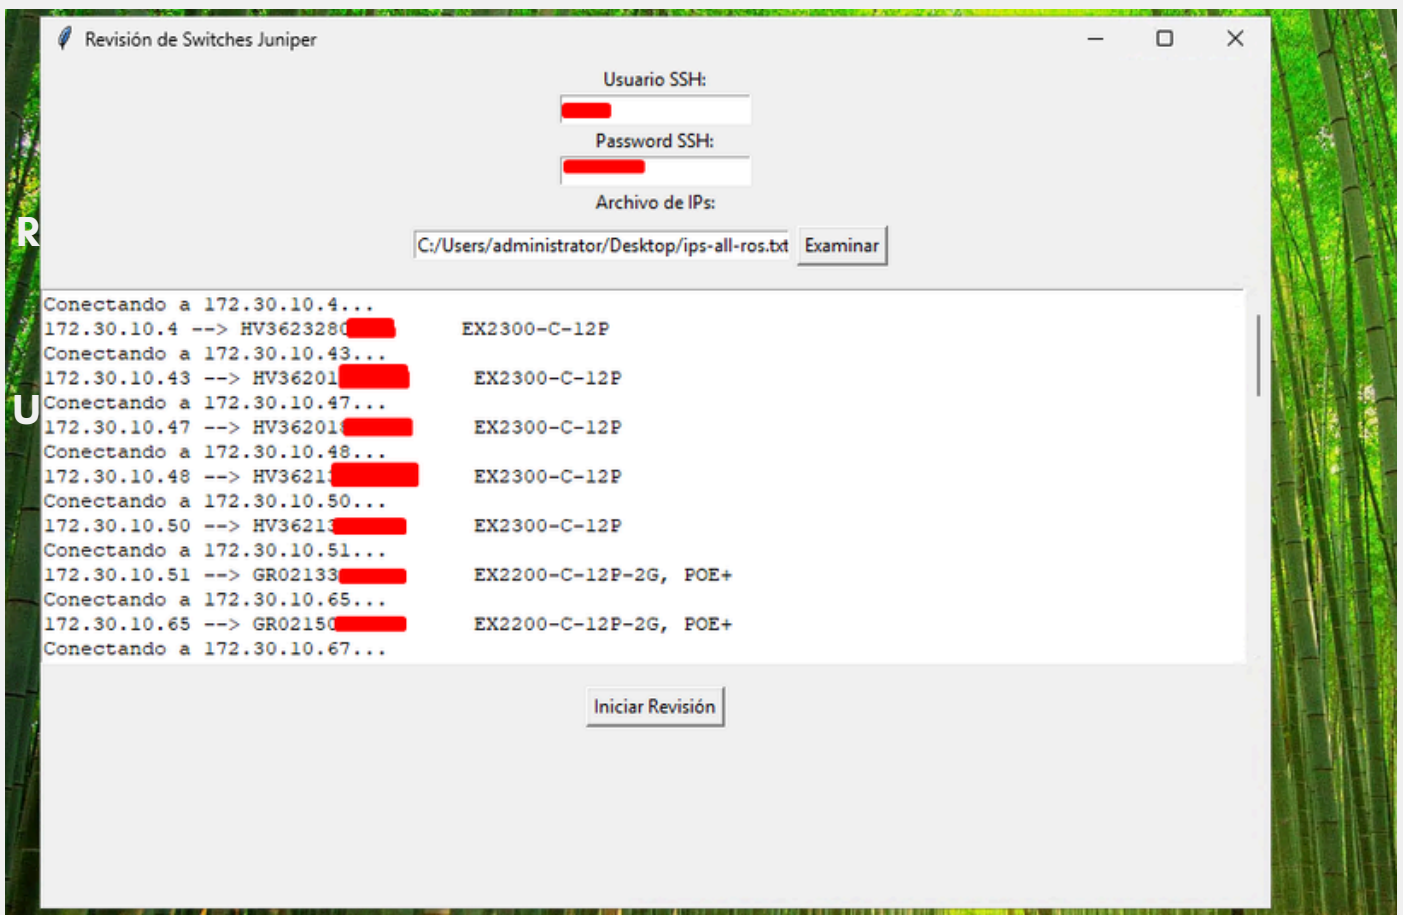 Revisión de Switches Juniper
Usuario SSH:
Password SSH:
Archivo de IPs:
C:/Users/administrator/Desktop/ips-all-ros.txt Examinar
R
U
Conectando a 172.30.10.4...
172.30.10.4 --> HV3623280 EX2300-C-12P
Conectando a 172.30.10.43...
172.30.10.43 --> HV36201 EX2300-C-12P
Conectando a 172.30.10.47...
172.30.10.47 --> HV36201 EX2300-C-12P
Conectando a 172.30.10.48...
172.30.10.48 --> HV3621 EX2300-C-12P
Conectando a 172.30.10.50...
172.30.10.50 --> HV36213 EX2300-C-12P
Conectando a 172.30.10.51...
172.30.10.51 --> GR02133 EX2200-C-12P-2G, POE+
Conectando a 172.30.10.65...
172.30.10.65 --> GR02150 EX2200-C-12P-2G, POE+
Conectando a 172.30.10.67...
Iniciar Revisión